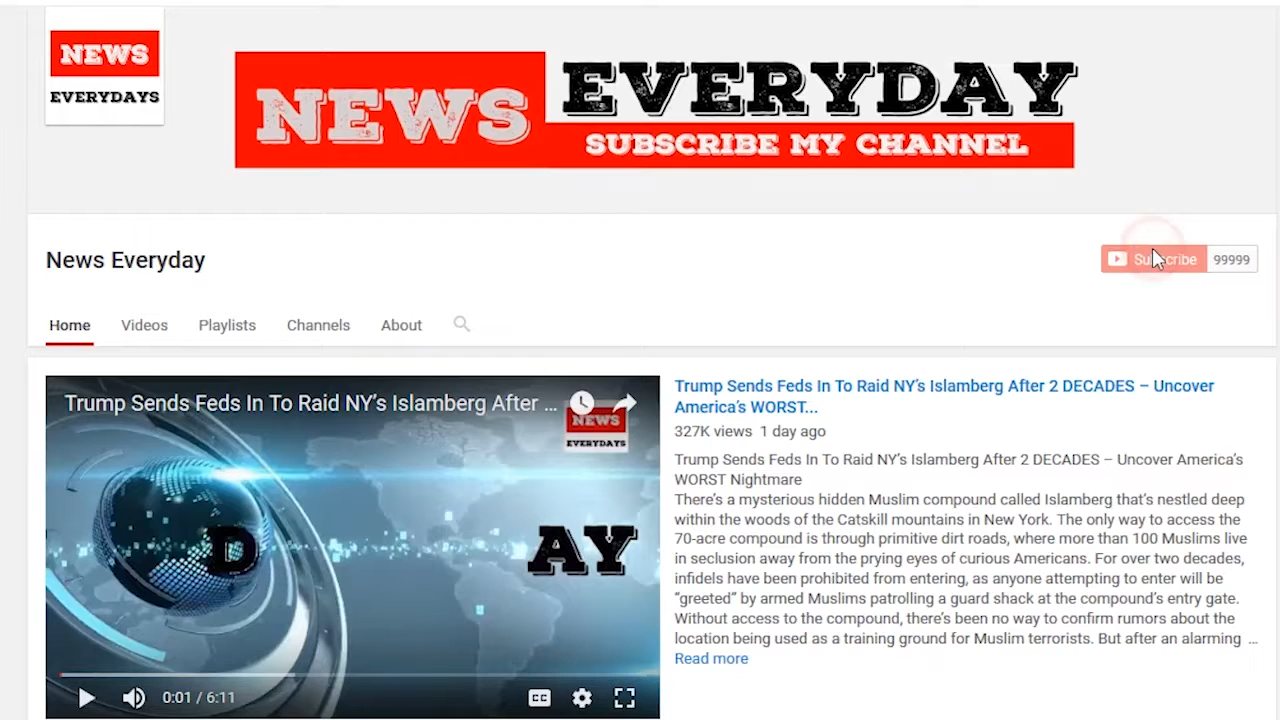 NEWS
EVERYDAYS
NEWS EVERYDAY
SUBSCRIBE MY CHANNEL
News Everyday
Subscribe 99999
Home Videos Playlists Channels About
Trump Sends Feds In To Raid NY's Islamberg After ...
NEWS
EVERYDAYS
D AY
0:01 / 6:11
CC
Trump Sends Feds In To Raid NY's Islamberg After 2 DECADES – Uncover
America's WORST...
327K views 1 day ago
Trump Sends Feds In To Raid NY's Islamberg After 2 DECADES – Uncover America's
WORST Nightmare
There's a mysterious hidden Muslim compound called Islamberg that's nestled deep
within the woods of the Catskill mountains in New York. The only way to access the
70-acre compound is through primitive dirt roads, where more than 100 Muslims live
in seclusion away from the prying eyes of curious Americans. For over two decades,
infidels have been prohibited from entering, as anyone attempting to enter will be
“greeted” by armed Muslims patrolling a guard shack at the compound's entry gate.
Without access to the compound, there's been no way to confirm rumors about the
location being used as a training ground for Muslim terrorists. But after an alarming ...
Read more